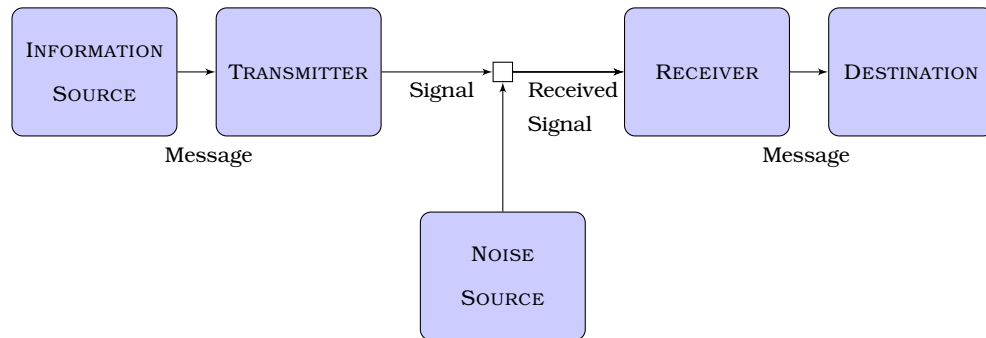 INFORMATION
SOURCE
TRANSMITTER
Signal
Received
Signal
RECEIVER
DESTINATION
Message
Message
NOISE
SOURCE